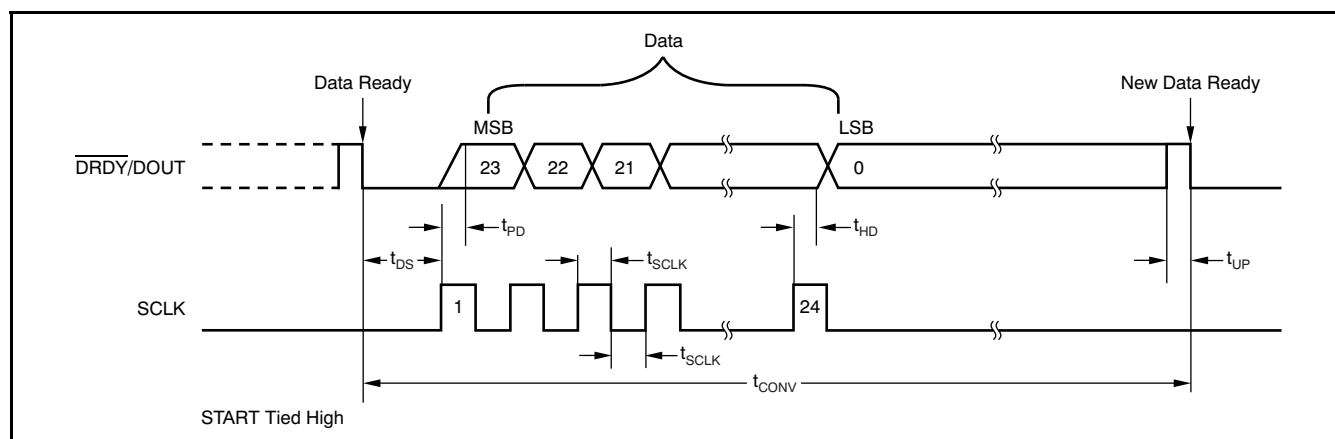 Data
Data Ready
New Data Ready
MSB
LSB
DRDY/DOUT
23
22
21
0
tPD
tHD
tDS
tSCLK
tUP
SCLK
1
24
tSCLK
tCONV
START Tied High